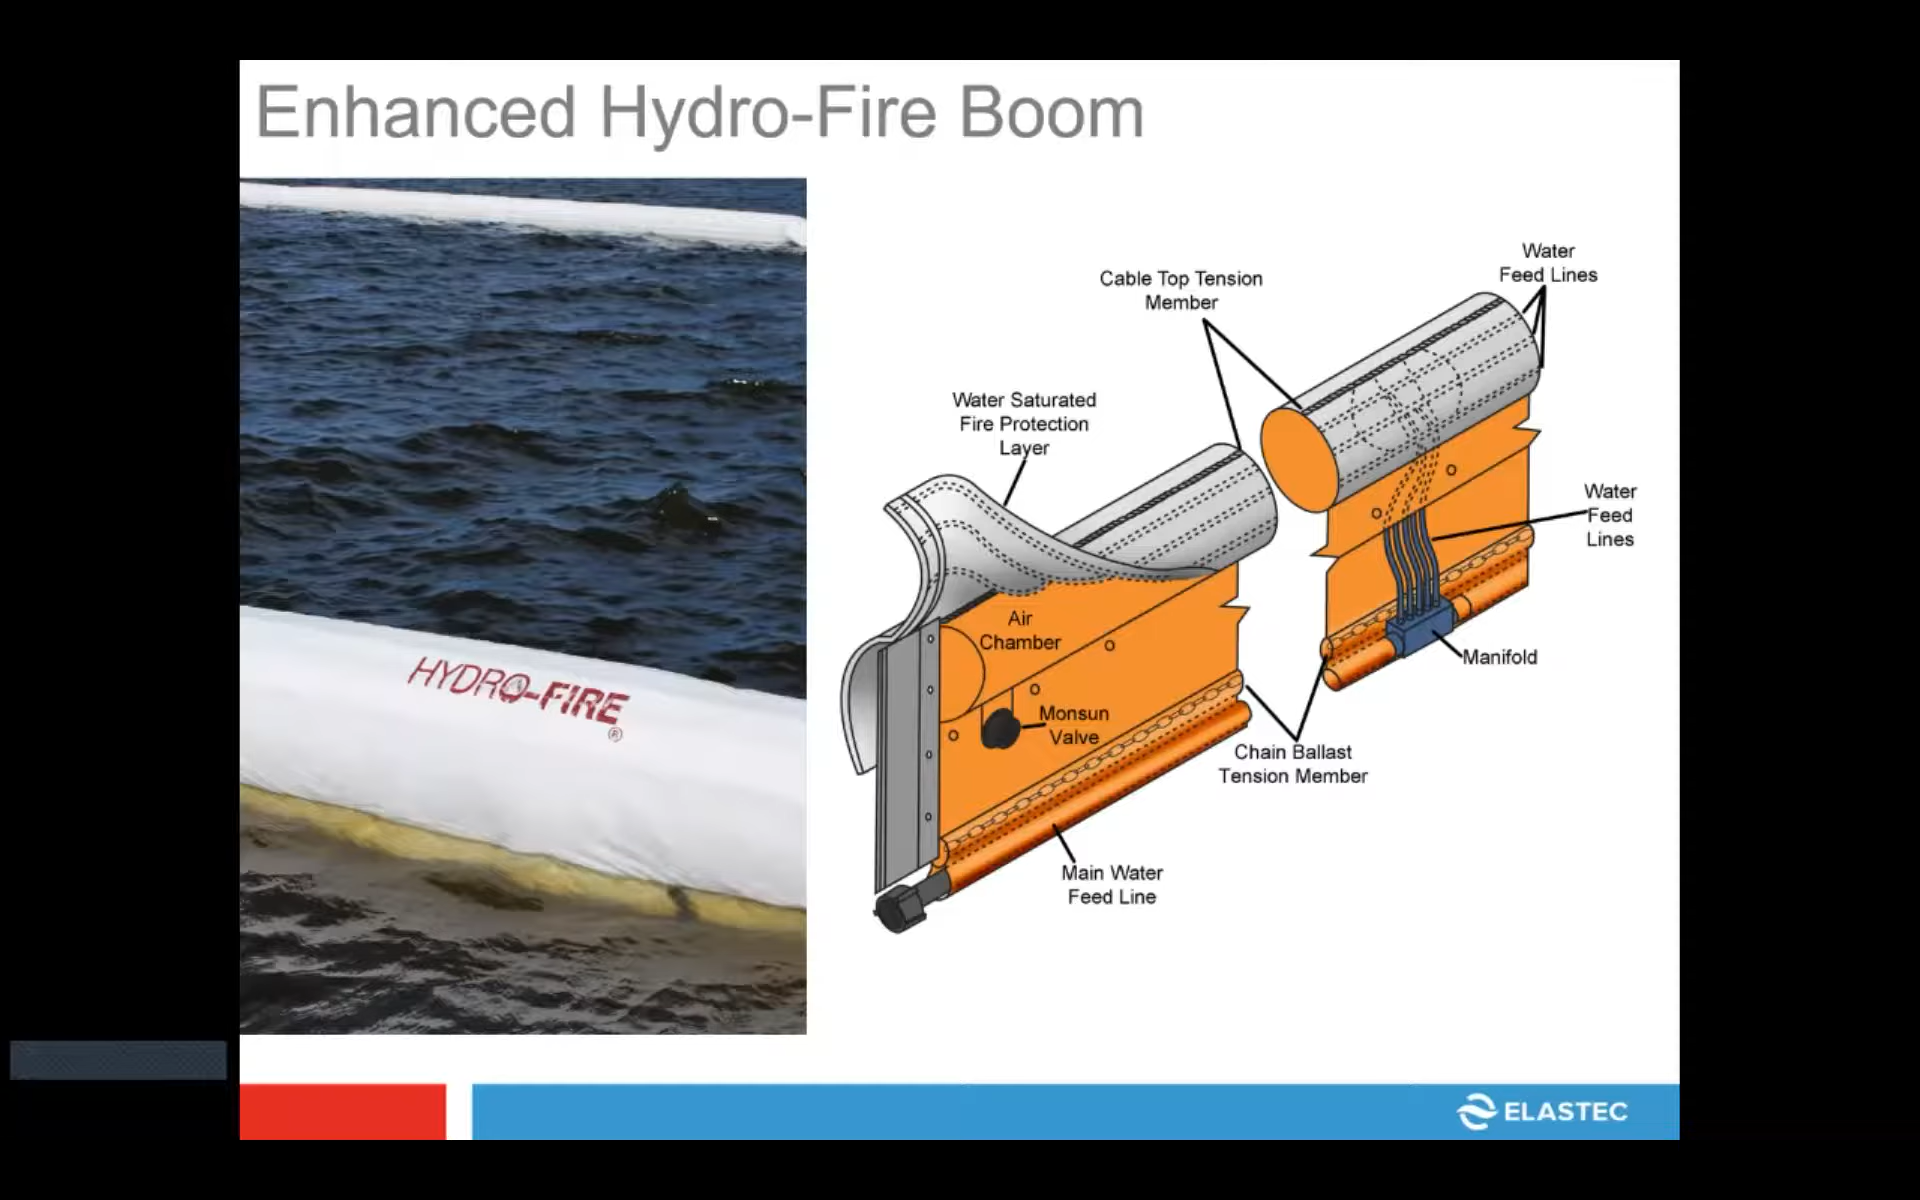 Enhanced Hydro-Fire Boom
HYDRO-FIRE
®
Water
Feed Lines
Cable Top Tension
Member
Water Saturated
Fire Protection
Layer
Water
Feed
Lines
Air
Chamber
Manifold
Monsun
Valve
Chain Ballast
Tension Member
Main Water
Feed Line
ELASTEC